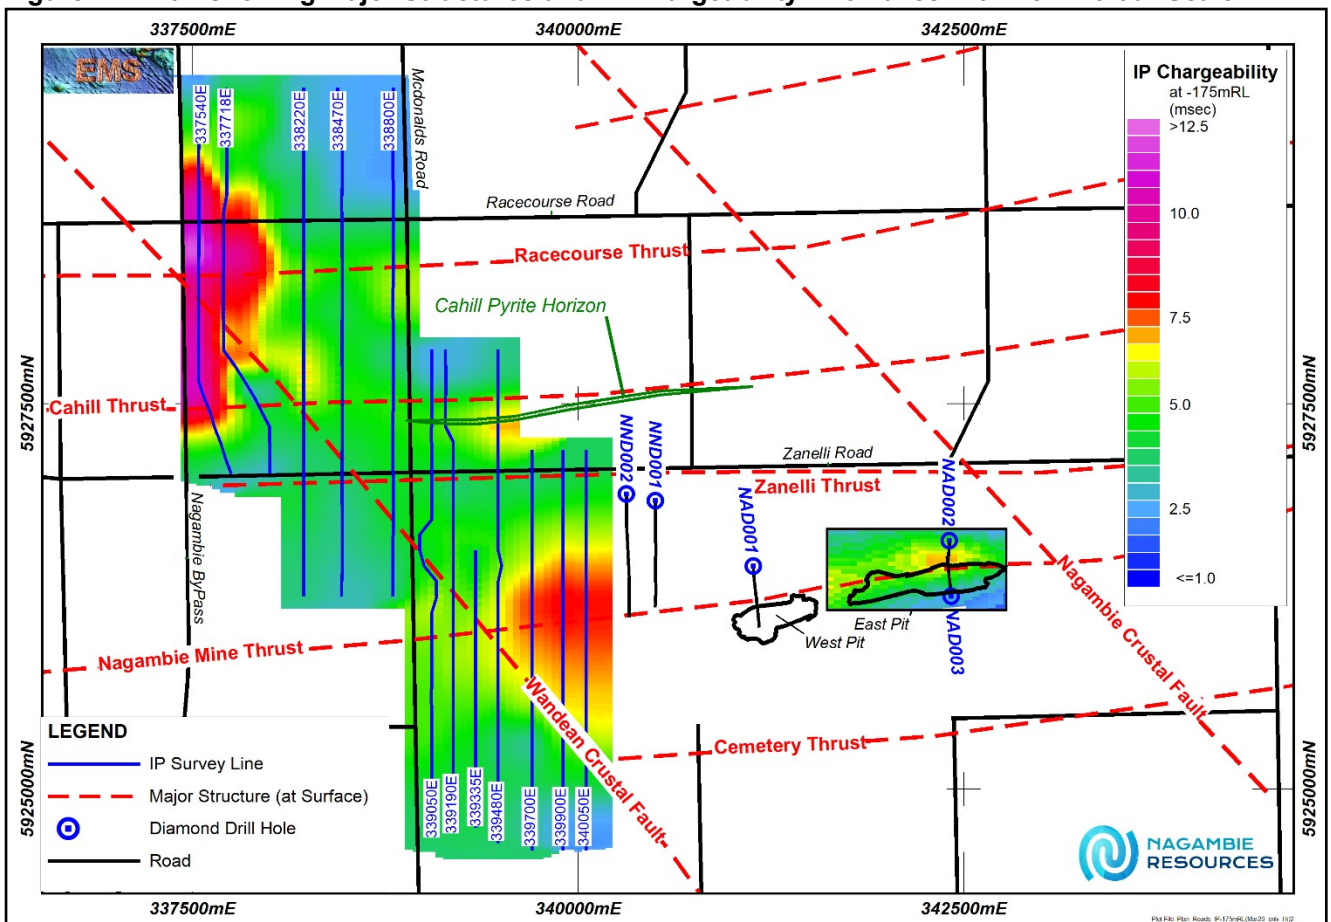 337500mE
340000mE
342500mE
EMS
337540E
337718E
338220E
338470E
338800E
Mcdonalds Road
IP Chargeability
at -175mRL
(msec)
>12.5
10.0
7.5
5.0
2.5
<=1.0
Racecourse Road
Racecourse Thrust
Cahill Pyrite Horizon
5927500mN
5927500mN
Cahill Thrust
NND002
NND001
Zanelli Road
Zanelli Thrust
NAD001
NAD002
Nagambie ByPass
Nagambie Crustal Fault
East Pit
West Pit
NAD003
Nagambie Mine Thrust
Wandean Crustal Fault
Cemetery Thrust
LEGEND
IP Survey Line
Major Structure (at Surface)
Diamond Drill Hole
Road
339050E
339190E
339335E
339480E
339700E
339900E
340050E
5925000mN
5925000mN
NAGAMBIE
RESOURCES
337500mE
340000mE
342500mE